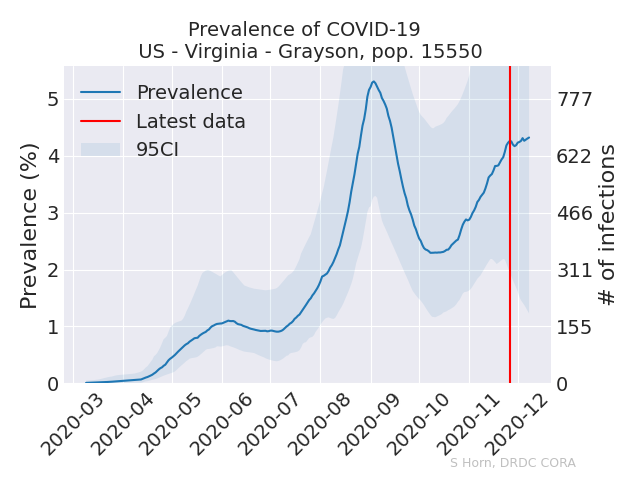 Prevalence of COVID-19
US - Virginia - Grayson, pop. 15550
Prevalence
Latest data
95CI
Prevalence (%)
5
4
3
2
1
0
# of infections
777
622
466
311
155
0
2020-03
2020-04
2020-05
2020-06
2020-07
2020-08
2020-09
2020-10
2020-11
2020-12
S Horn, DRDC CORA